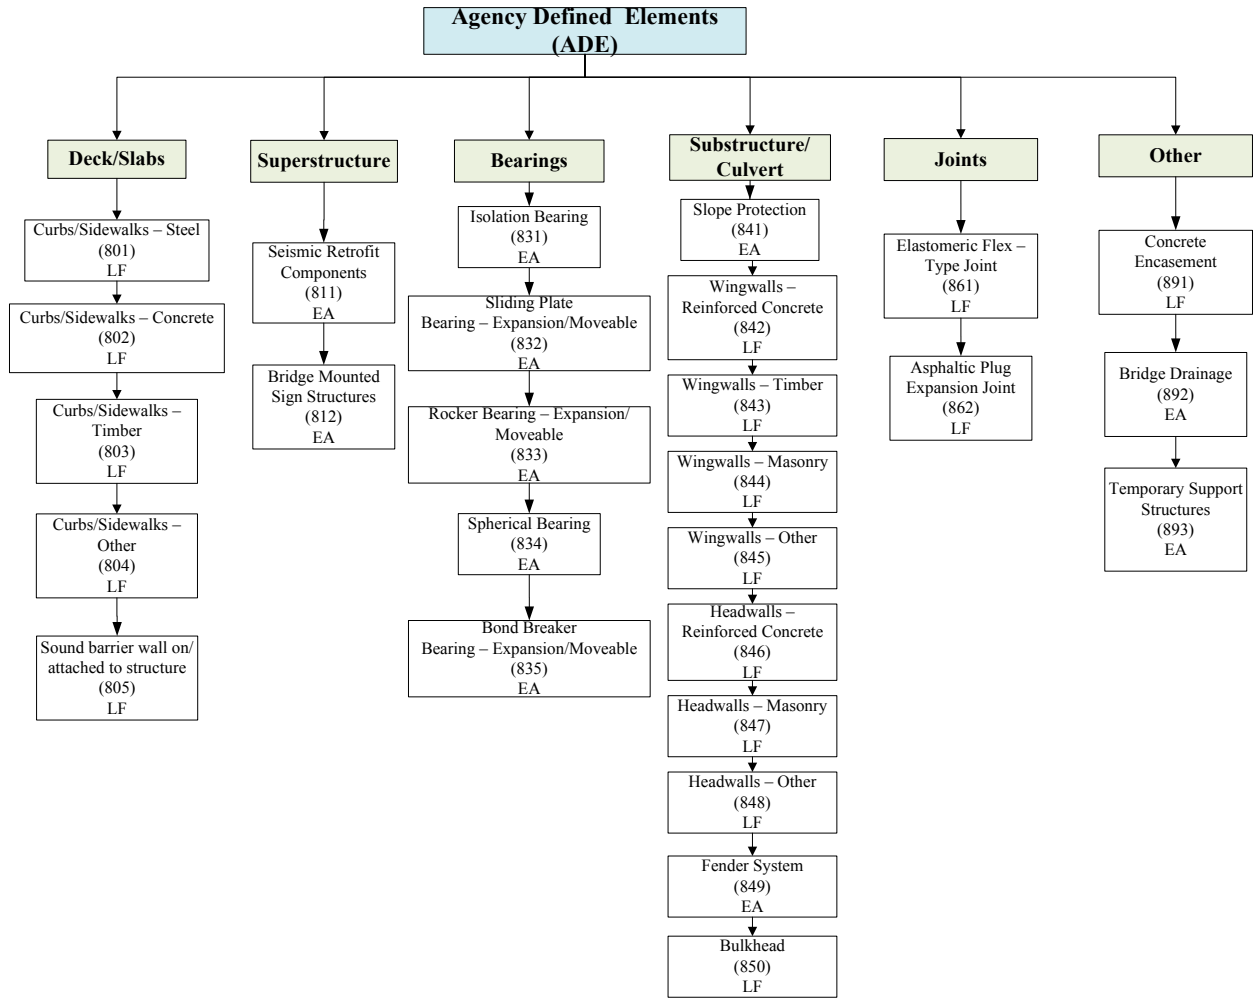 Agency Defined Elements
(ADE)
Deck/Slabs
Curbs/Sidewalks – Steel
(801)
LF
Curbs/Sidewalks – Concrete
(802)
LF
Curbs/Sidewalks –
Timber
(803)
LF
Curbs/Sidewalks –
Other
(804)
LF
Sound barrier wall on/
attached to structure
(805)
LF
Superstructure
Seismic Retrofit
Components
(811)
EA
Bridge Mounted
Sign Structures
(812)
EA
Bearings
Isolation Bearing
(831)
EA
Sliding Plate
Bearing – Expansion/Moveable
(832)
EA
Rocker Bearing – Expansion/
Moveable
(833)
EA
Spherical Bearing
(834)
EA
Bond Breaker
Bearing – Expansion/Moveable
(835)
EA
Substructure/
Culvert
Slope Protection
(841)
EA
Wingwalls –
Reinforced Concrete
(842)
LF
Wingwalls – Timber
(843)
LF
Wingwalls – Masonry
(844)
LF
Wingwalls – Other
(845)
LF
Headwalls –
Reinforced Concrete
(846)
LF
Headwalls – Masonry
(847)
LF
Headwalls – Other
(848)
LF
Fender System
(849)
EA
Bulkhead
(850)
LF
Joints
Elastomeric Flex –
Type Joint
(861)
LF
Asphaltic Plug
Expansion Joint
(862)
LF
Other
Concrete
Encasement
(891)
LF
Bridge Drainage
(892)
EA
Temporary Support
Structures
(893)
EA